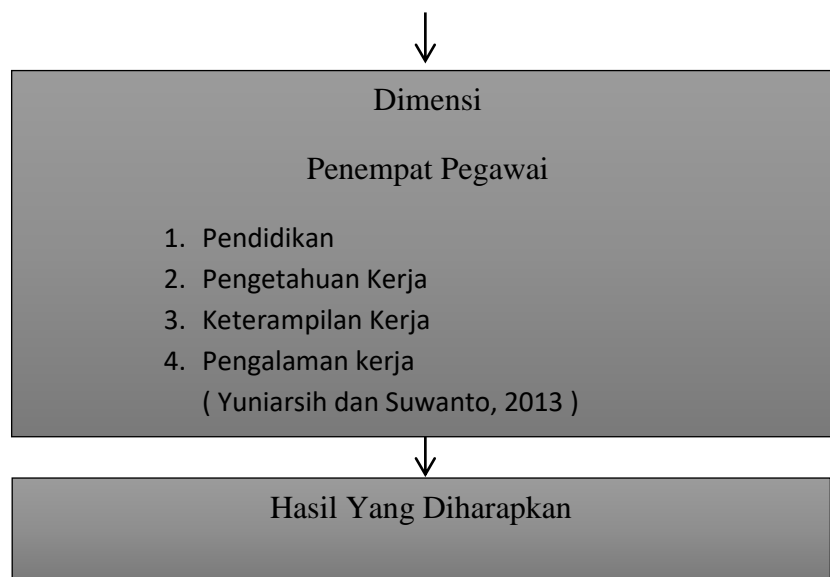 Dimensi
Penempat Pegawai
1. Pendidikan
2. Pengetahuan Kerja
3. Keterampilan Kerja
4. Pengalaman kerja
( Yuniarsih dan Suwanto, 2013 )
Hasil Yang Diharapkan